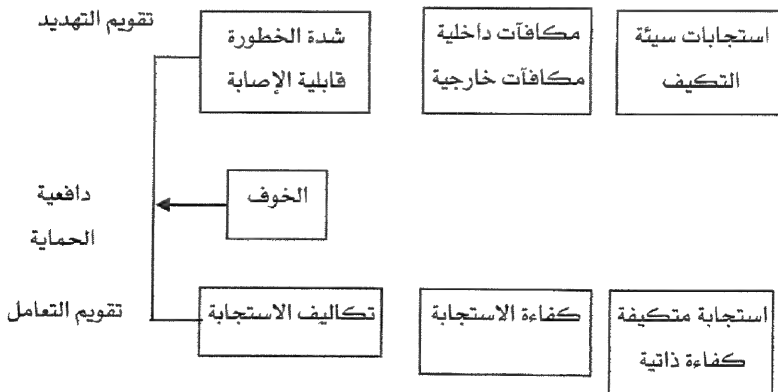 استجابات سيئة
التكيف
مكافآت داخلية
مكافآت خارجية
شدة الخطورة
قابلية الإصابة
تقويم التهديد
الخوف
دافعية
الحماية
استجابة متكيفة
كفاءة ذاتية
كفاءة الاستجابة
تكاليف الاستجابة
تقويم التعامل